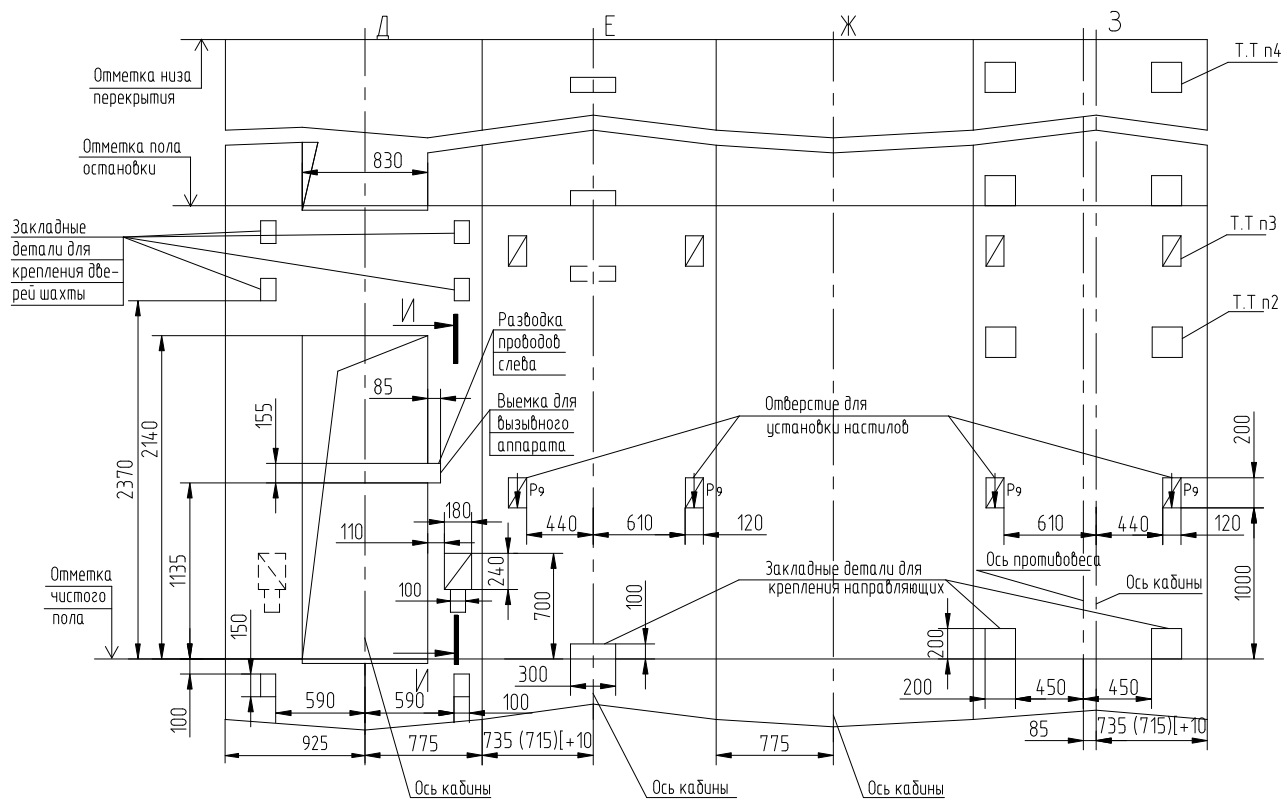 Д
Е
Ж
З
Т.Т п4
Отметка низа
перекрытия
Отметка пола
остановки
830
Закладные
детали для
крепления две-
рей шахты
Т.Т п3
Т.Т п2
И
Разводка
проводов
слева
85
Выемка для
вызывного
аппарата
Отверстие для
установки настилов
155
2140
2370
200
Р9
Р9
Р9
Р9
180
440
610
120
610
440
120
110
1135
240
700
100
Ось противовеса
Ось кабины
1000
Отметка
чистого
пола
Закладные детали для
крепления направляющих
100
150
200
И
300
100
590
590
100
200
450
450
925
775
735 (715)[+10
775
85
735 (715)[+10
Ось кабины
Ось кабины
Ось кабины